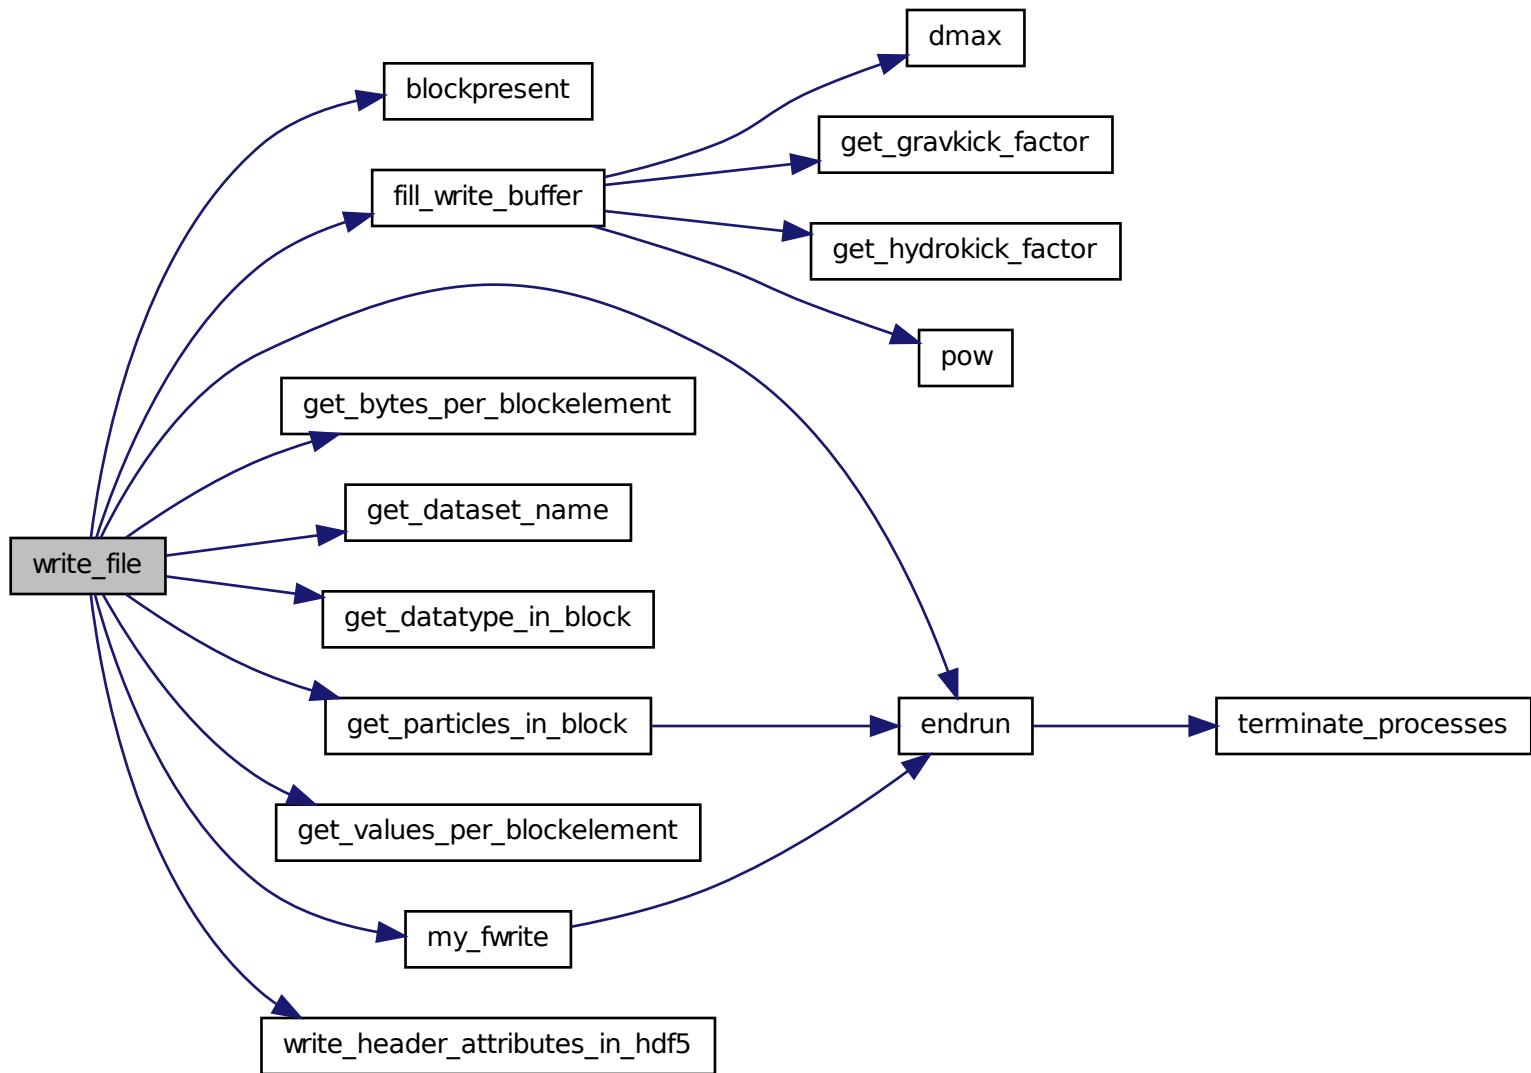 dmax
blockpresent
get_gravkick_factor
fill_write_buffer
get_hydrokick_factor
pow
get_bytes_per_blockelement
get_dataset_name
write_file
get_datatype_in_block
get_particles_in_block
endrun
terminate_processes
get_values_per_blockelement
my_fwrite
write_header_attributes_in_hdf5